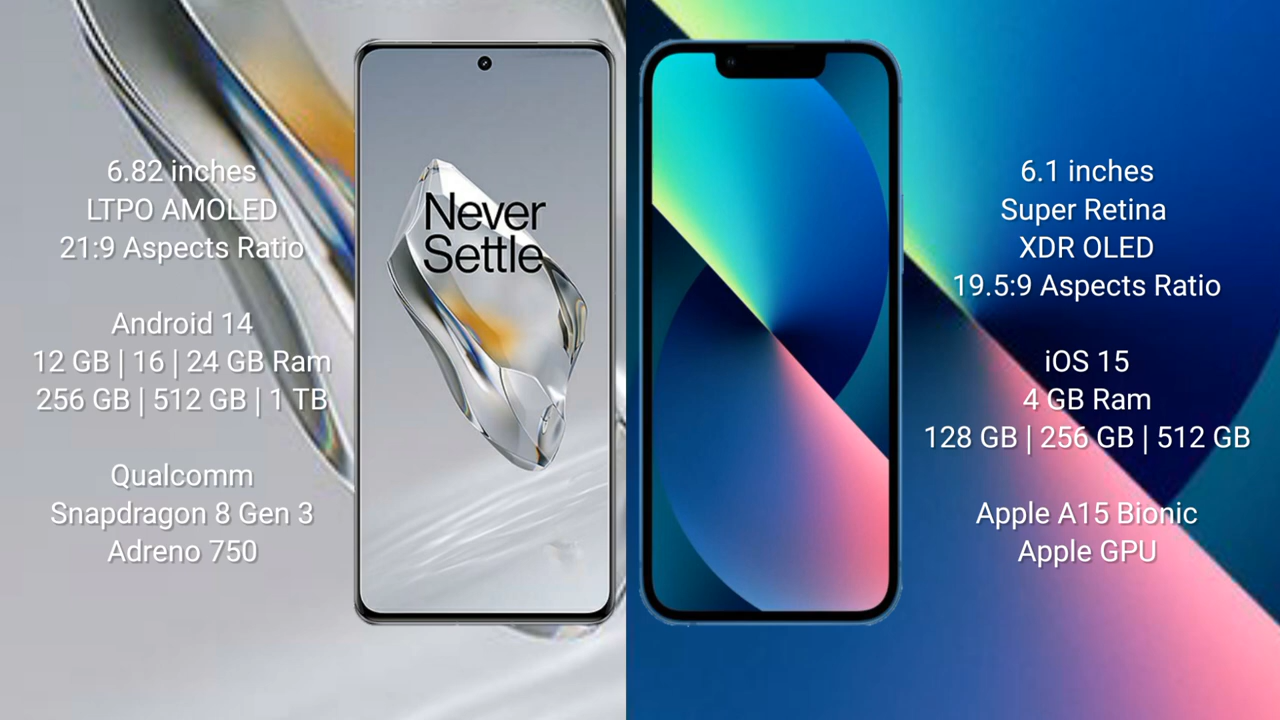 6.82 inches
LTPO AMOLED
21:9 Aspects Ratio
Android 14
12 GB | 16 | 24 GB Ram
256 GB | 512 GB | 1 TB
Qualcomm
Snapdragon 8 Gen 3
Adreno 750
Never
Settle
6.1 inches
Super Retina
XDR OLED
19.5:9 Aspects Ratio
iOS 15
4 GB Ram
128 GB | 256 GB | 512 GB
Apple A15 Bionic
Apple GPU